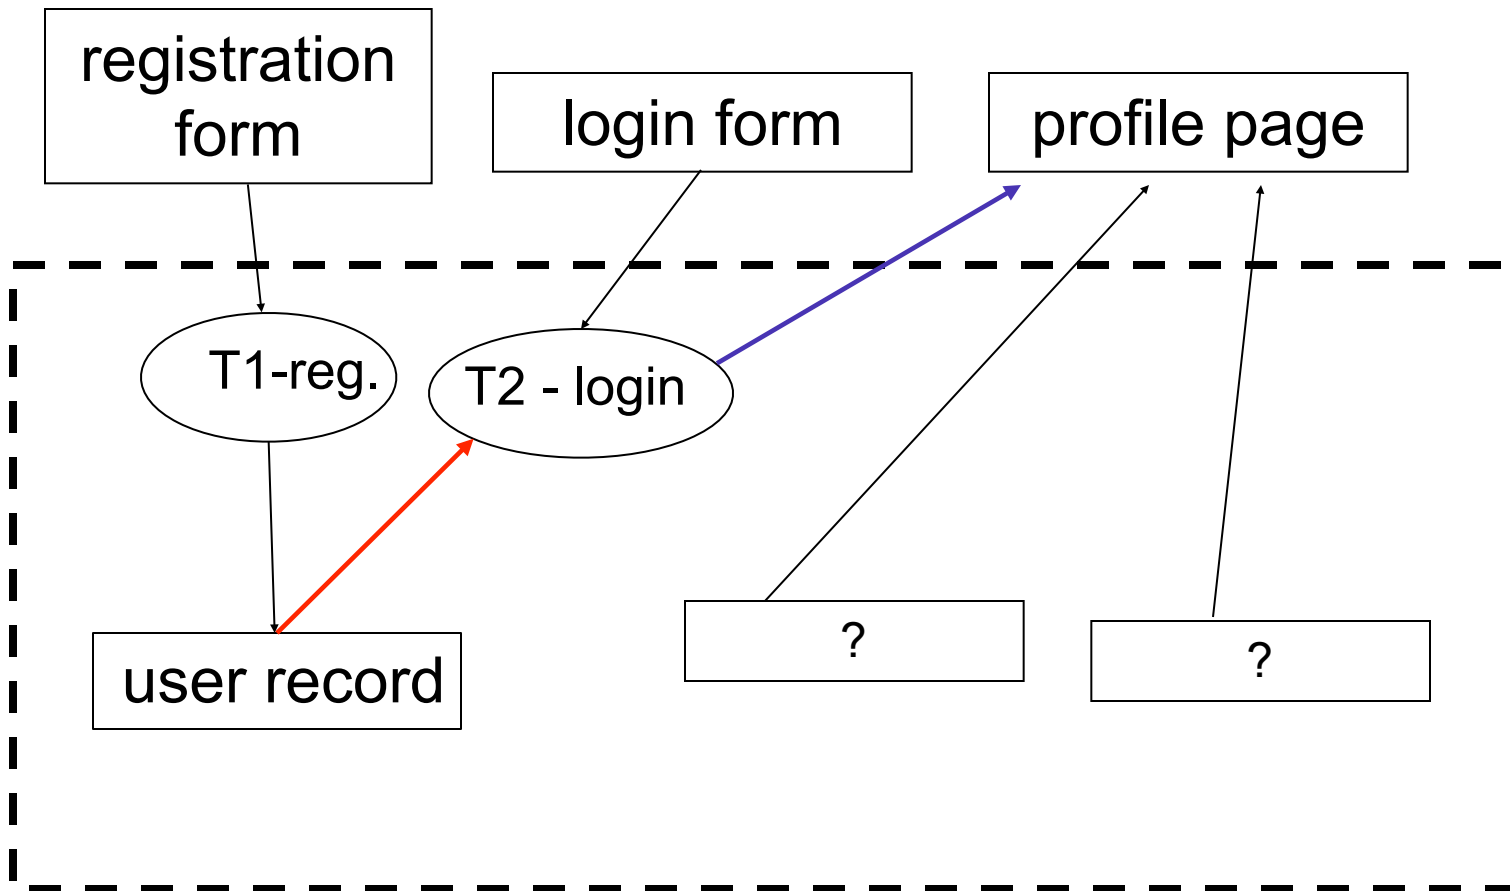 registration
form
login form
profile page
T1-reg.
T2 - login
user record
?
?